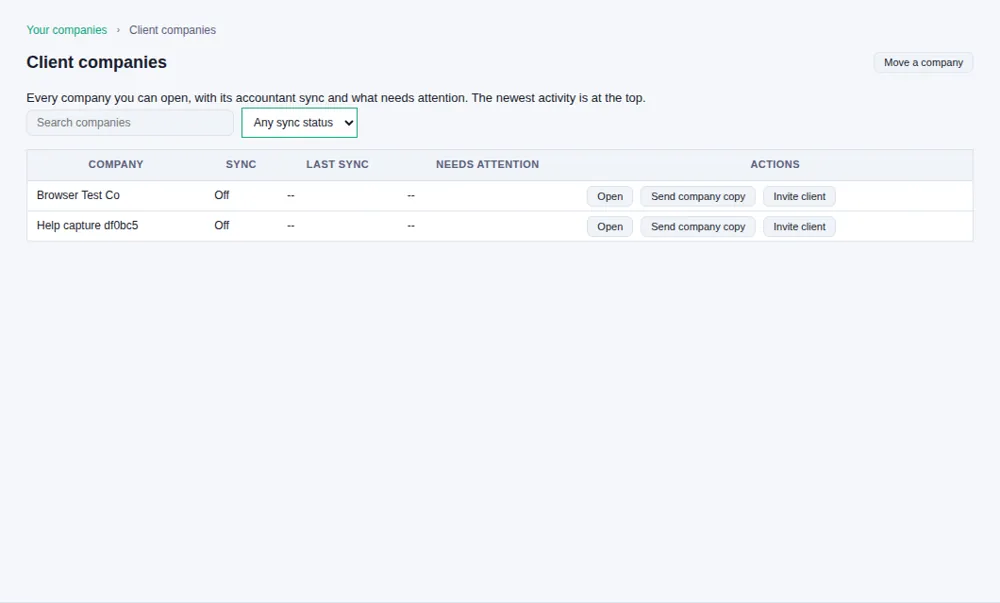 Your companies › Client companies
Client companies
Move a company
Every company you can open, with its accountant sync and what needs attention. The newest activity is at the top.
Search companies Any sync status
COMPANY SYNC LAST SYNC NEEDS ATTENTION ACTIONS
Browser Test Co Off -- -- Open Send company copy Invite client
Help capture df0bc5 Off -- -- Open Send company copy Invite client